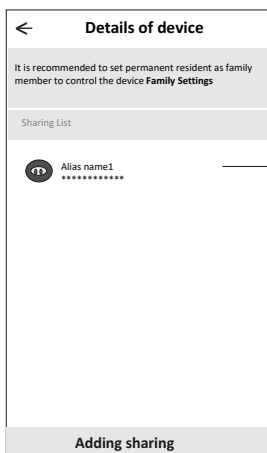 Details of device
It is recommended to set permanent resident as family
member to control the device Family Settings
Sharing List
Alias name1
************
Adding sharing